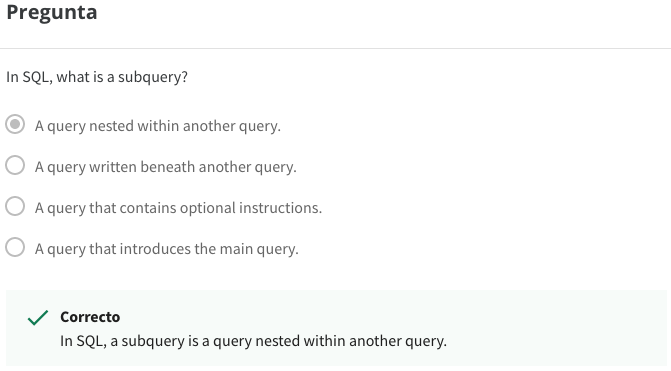 Pregunta
In SQL, what is a subquery?
A query nested within another query.
A query written beneath another query.
A query that contains optional instructions.
A query that introduces the main query.
Correcto
In SQL, a subquery is a query nested within another query.